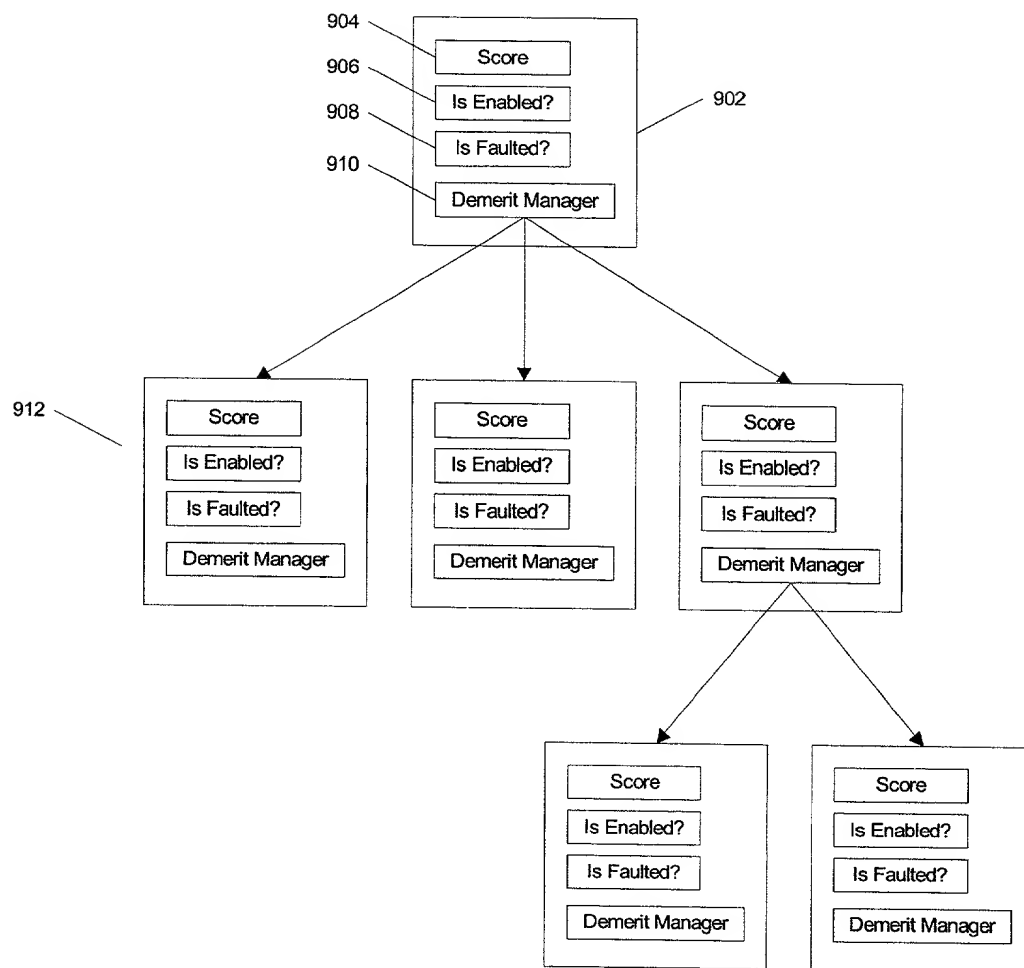 904
Score
906
Is Enabled?
902
908
Is Faulted?
910
Demerit Manager
912
Score
Is Enabled?
Is Faulted?
Demerit Manager
Score
Is Enabled?
Is Faulted?
Demerit Manager
Score
Is Enabled?
Is Faulted?
Demerit Manager
Score
Is Enabled?
Is Faulted?
Demerit Manager
Score
Is Enabled?
Is Faulted?
Demerit Manager